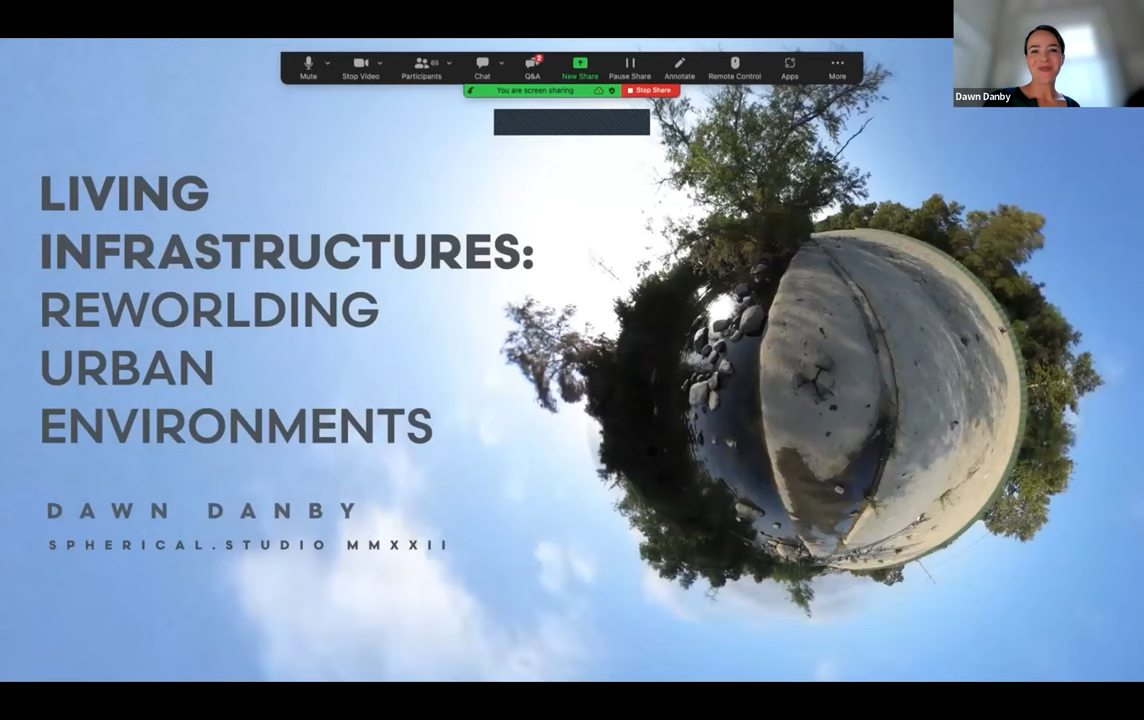 Mute
Stop Video
65
Participants
Chat
2
Q&A
New Share
Pause Share
Annotate
Remote Control
Apps
More
You are screen sharing
Stop Share
Dawn Danby
LIVING
INFRASTRUCTURES:
REWORLDING
URBAN
ENVIRONMENTS
DAWN DANBY
SPHERICAL.STUDIO MMXXII